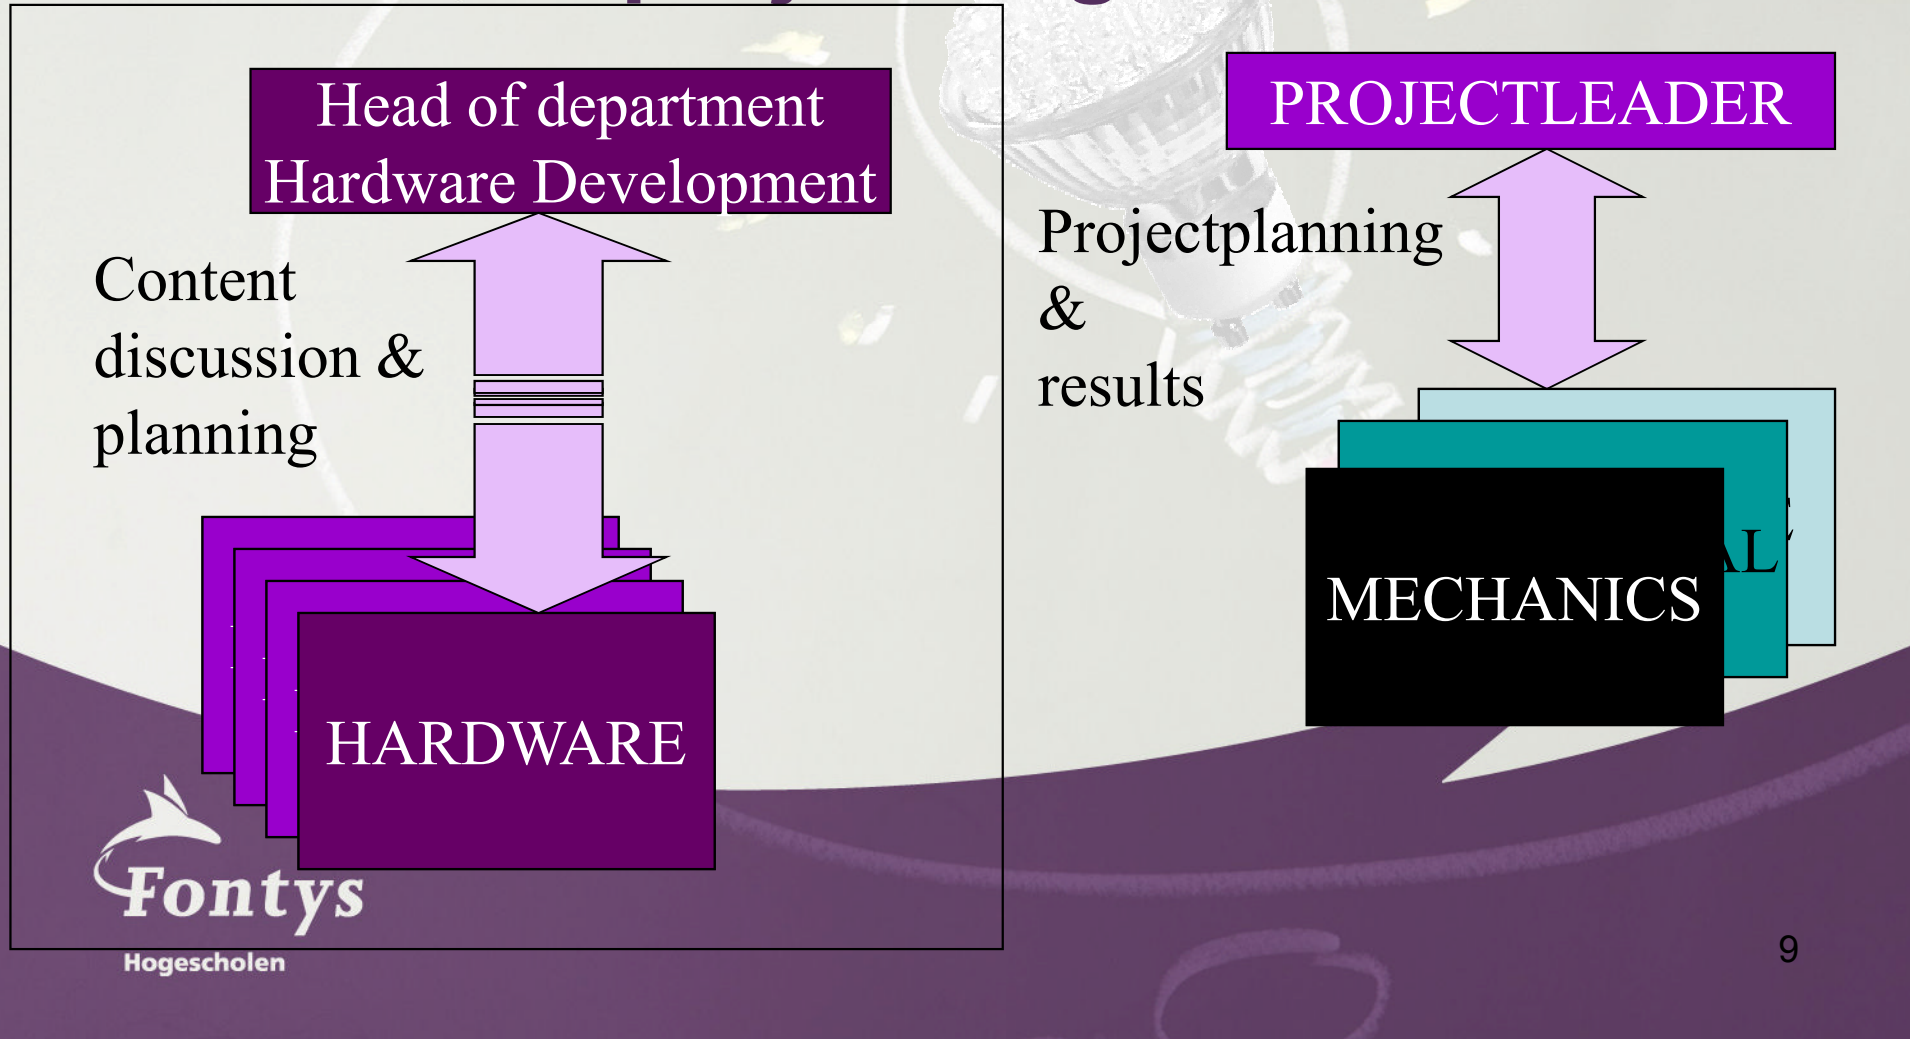 Head of department
Hardware Development
Content
discussion &
planning
HARDWARE
PROJECTLEADER
Projectplanning
&
results
MECHANICS
Fontys
Hogescholen
9